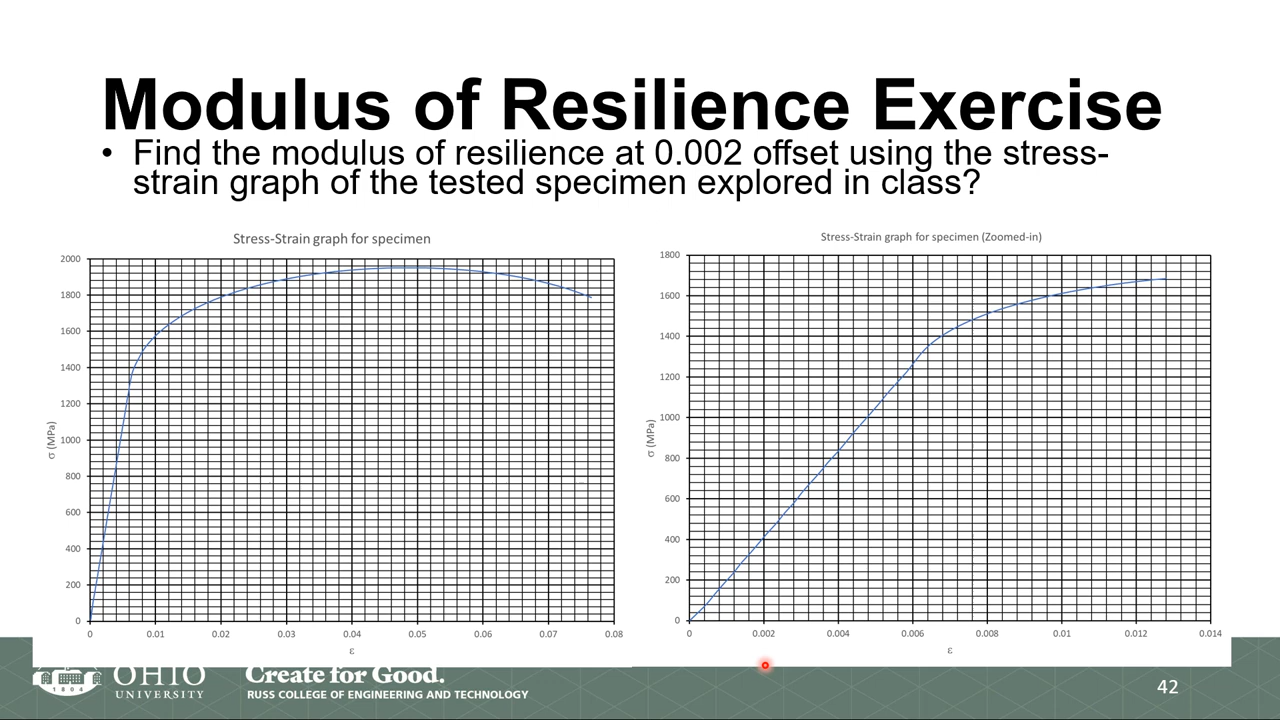 Modulus of Resilience Exercise
• Find the modulus of resilience at 0.002 offset using the stress-
strain graph of the tested specimen explored in class?
Stress-Strain graph for specimen
2000
1800
1600
1400
1200
1000
800
600
400
200
0
σ (MPa)
0 0.01 0.02 0.03 0.04 0.05 0.06 0.07 0.08
ε
Stress-Strain graph for specimen (Zoomed-in)
1800
1600
1400
1200
1000
800
600
400
200
0
σ (MPa)
0 0.002 0.004 0.006 0.008 0.01 0.012 0.014
ε
1804
OHIO
UNIVERSITY
Create for Good.
RUSS COLLEGE OF ENGINEERING AND TECHNOLOGY
42